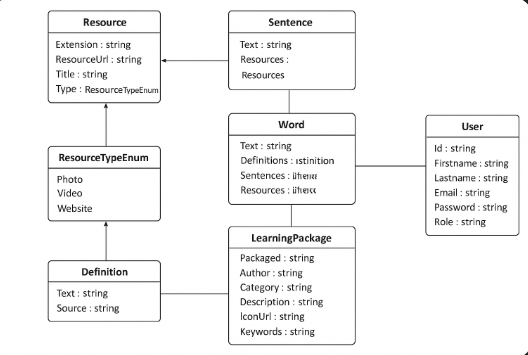 Resource
Extension : string
ResourceUrl : string
Title : string
Type : ResourceTypeEnum
Sentence
Text : string
Resources :
Resources
Word
Text : string
Definitions :
Sentences :
Resources :
User
Id : string
Firstname : string
Lastname : string
Email : string
Password : string
Role : string
ResourceTypeEnum
Photo
Video
Website
LearningPackage
Packaged : string
Author : string
Category : string
Description : string
IconUrl : string
Keywords : string
Definition
Text : string
Source : string